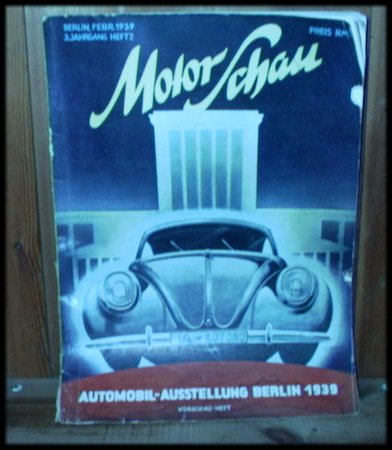 BERLIN, FEBR. 1939
3. JAHRGANG HEFT 2
PREIS RM
Motor Schau
AUTOMOBIL-AUSSTELLUNG BERLIN 1939
VORSCHAU-HEFT